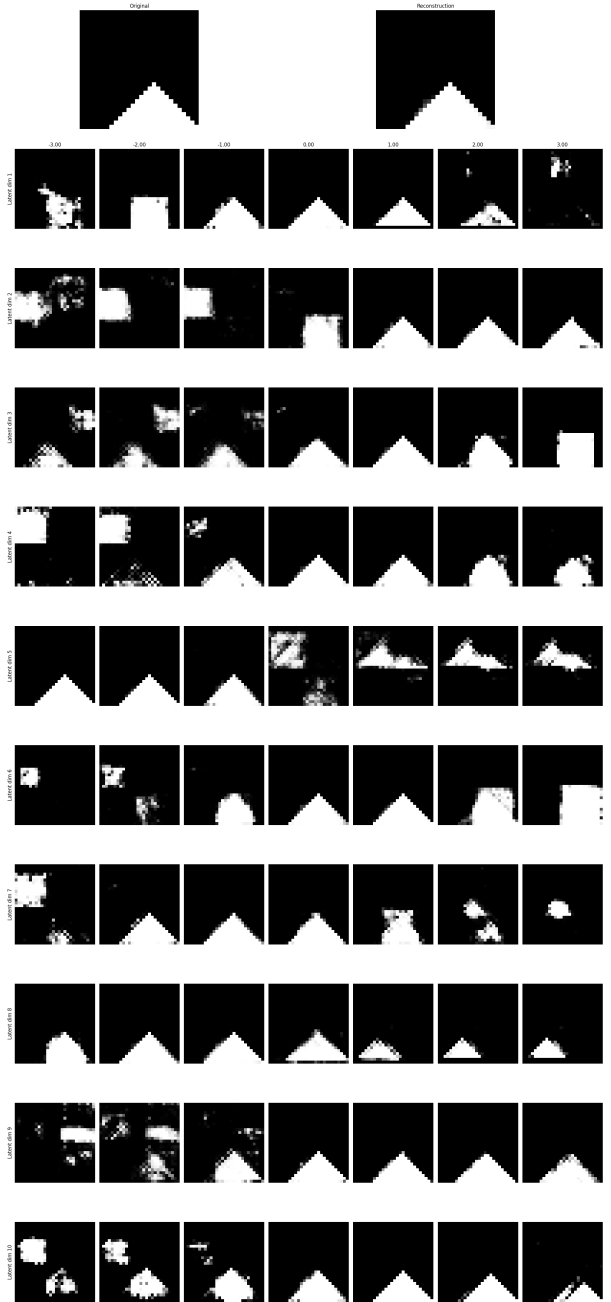 Original Reconstruction
-3.00 -2.00 -1.00 0.00 1.00 2.00 3.00
Latent dim 1
Latent dim 2
Latent dim 3
Latent dim 4
Latent dim 5
Latent dim 6
Latent dim 7
Latent dim 8
Latent dim 9
Latent dim 10